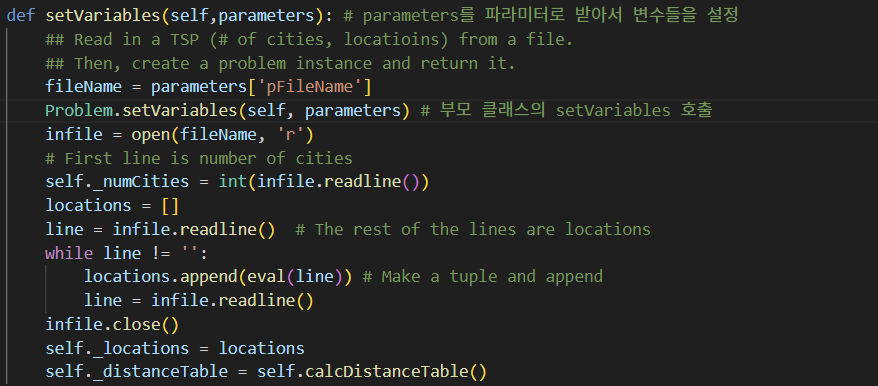 def setVariables(self,parameters): # parameters를 파라미터로 받아서 변수들을 설정
    ## Read in a TSP (# of cities, locatioins) from a file.
    ## Then, create a problem instance and return it.
    fileName = parameters['pFileName']
    Problem.setVariables(self, parameters) # 부모 클래스의 setVariables 호출
    infile = open(fileName, 'r')
    # First line is number of cities
    self._numCities = int(infile.readline())
    locations = []
    line = infile.readline()  # The rest of the lines are locations
    while line != '':
        locations.append(eval(line)) # Make a tuple and append
        line = infile.readline()
    infile.close()
    self._locations = locations
    self._distanceTable = self.calcDistanceTable()